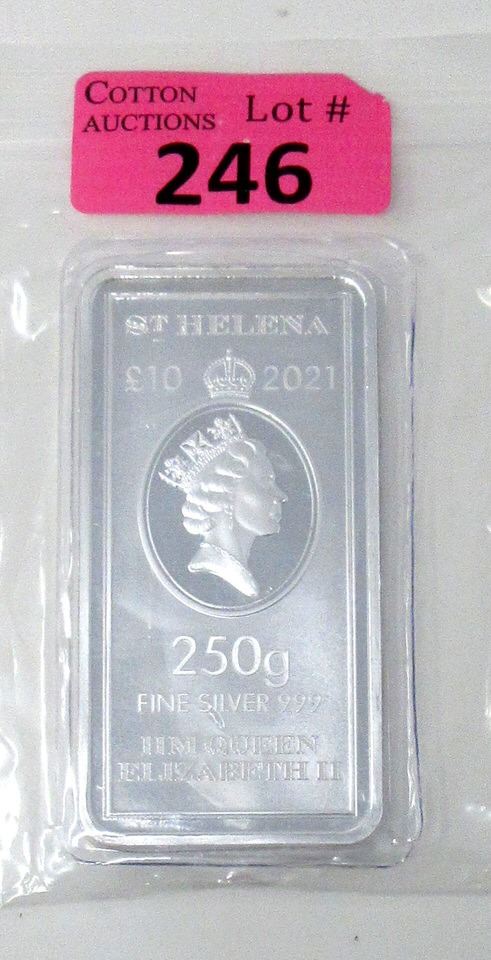 COTTON
AUCTIONS
Lot #
246
ST HELENA
£10 2021
250g
FINE SILVER 999
HM QUEEN
ELIZABETH II